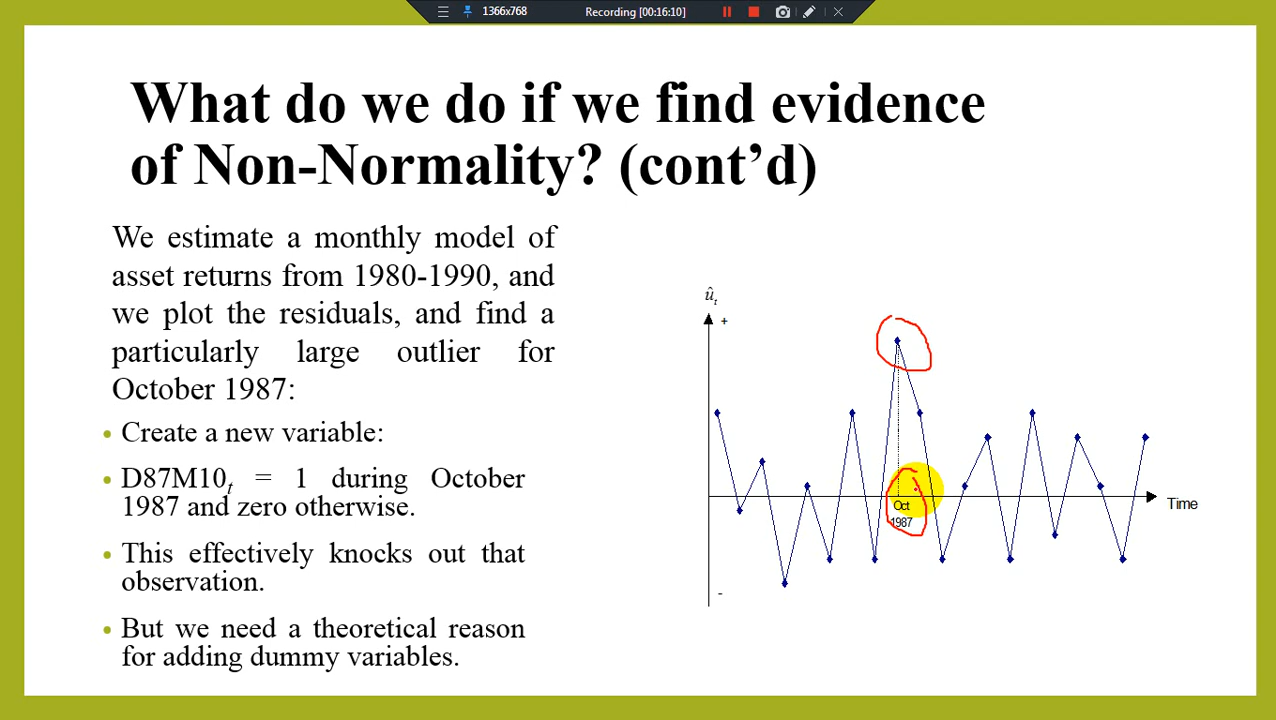 1366x768
Recording [00:16:10]
What do we do if we find evidence
of Non-Normality? (cont’d)
We estimate a monthly model of
asset returns from 1980-1990, and
we plot the residuals, and find a
particularly large outlier for
October 1987:
• Create a new variable:
• D87M10t = 1 during October
1987 and zero otherwise.
• This effectively knocks out that
observation.
• But we need a theoretical reason
for adding dummy variables.
ût
+
Oct
1987
Time
-